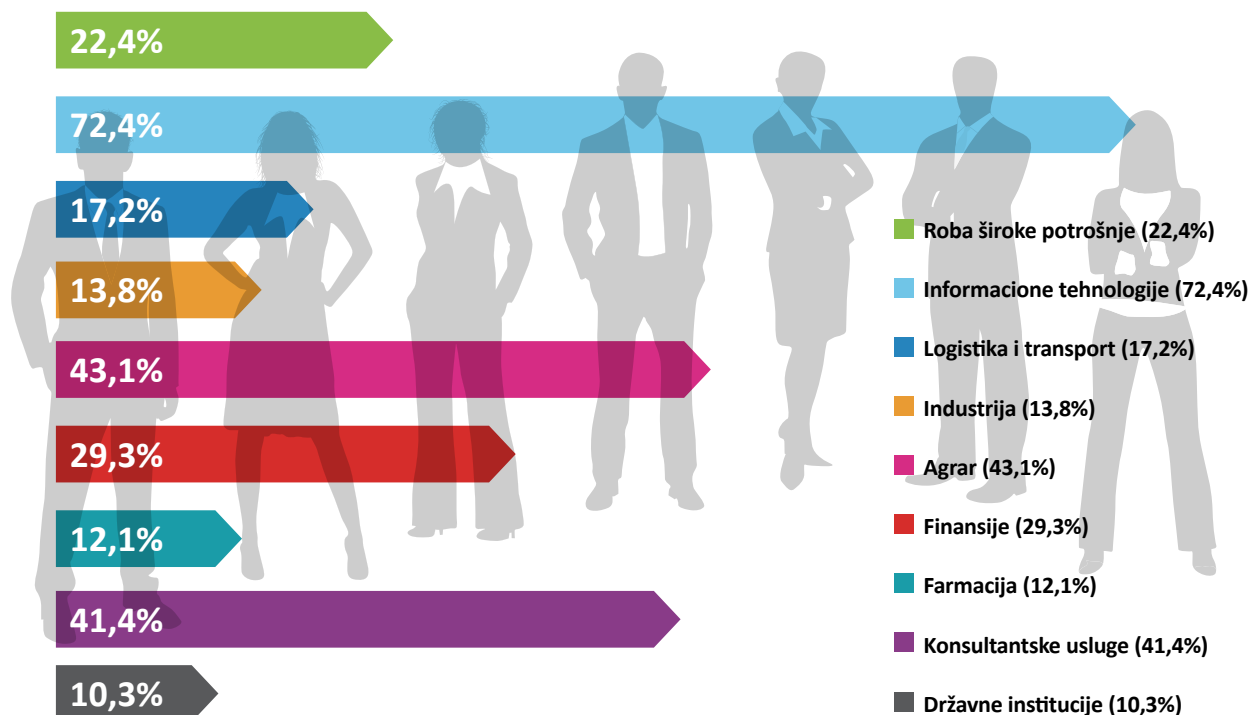 22,4%
72,4%
17,2%
13,8%
43,1%
29,3%
12,1%
41,4%
10,3%
Roba široke potrošnje (22,4%)
Informacione tehnologije (72,4%)
Logistika i transport (17,2%)
Industrija (13,8%)
Agrar (43,1%)
Finansije (29,3%)
Farmacija (12,1%)
Konsultantske usluge (41,4%)
Državne institucije (10,3%)